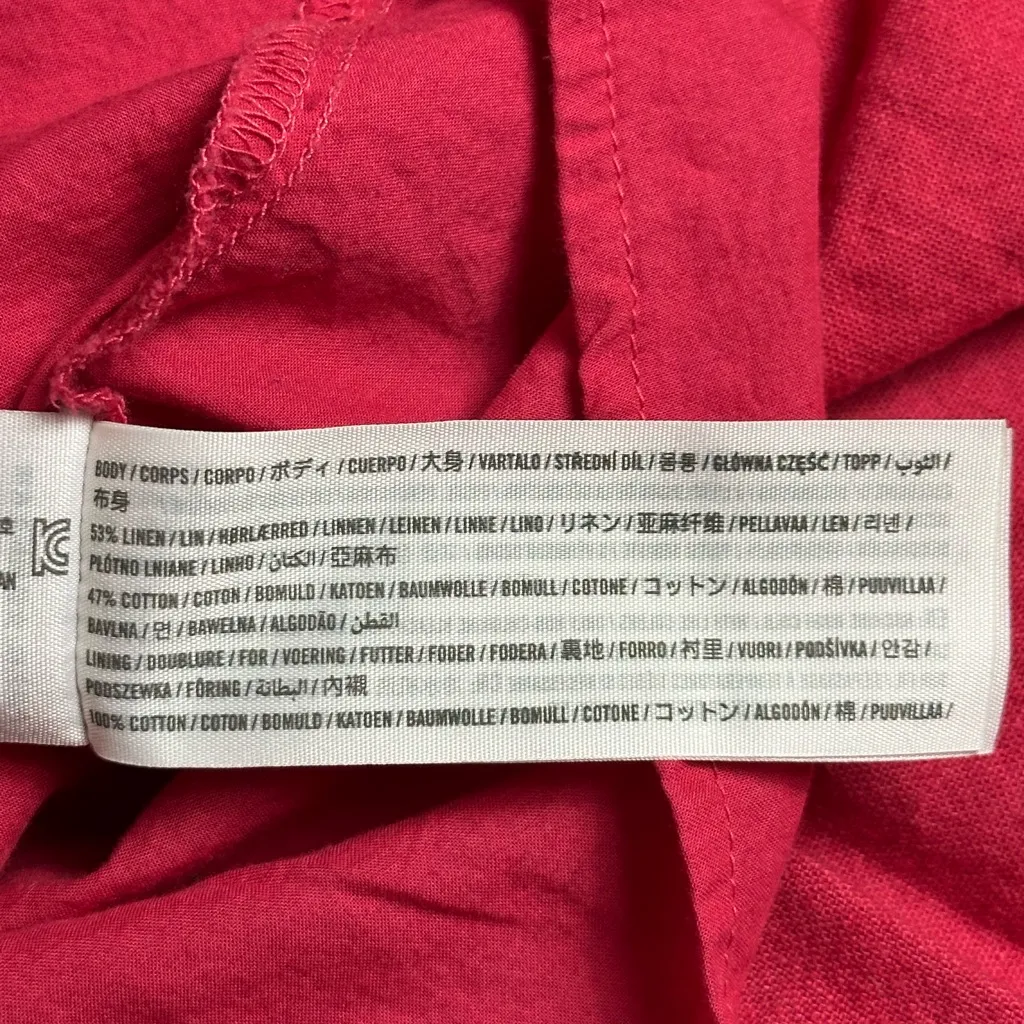 BODY / CORPS / CORPO / ボディ / CUERPO / 大身 / VARTALO / STŘEDNÍ DÍL / 몸통 / GŁÓWNA CZĘŚĆ / TOPP / الثوب /
布身
53% LINEN / LIN / HØRLÆRRED / LINNEN / LEINEN / LINNE / LINO / リネン / 亚麻纤维 / PELLAVAA / LEN / 리넨 /
PŁÓTNO LNIANE / LINHO / الكتان / 亞麻布
47% COTTON / COTON / BOMULD / KATOEN / BAUMWOLLE / BOMULL / COTONE / コットン / ALGODÓN / 棉 / PUUVILLAA /
BAVLNA / 면 / BAWEŁNA / ALGODÃO / القطن
LINING / DOUBLURE / FOR / VOERING / FUTTER / FODER / FODERA / 裏地 / FORRO / 衬里 / VUORI / PODŠÍVKA / 안감 /
PODSZEWKA / FÔRING / البطانة / 內襯
100% COTTON / COTON / BOMULD / KATOEN / BAUMWOLLE / BOMULL / COTONE / コットン / ALGODÓN / 棉 / PUUVILLAA /